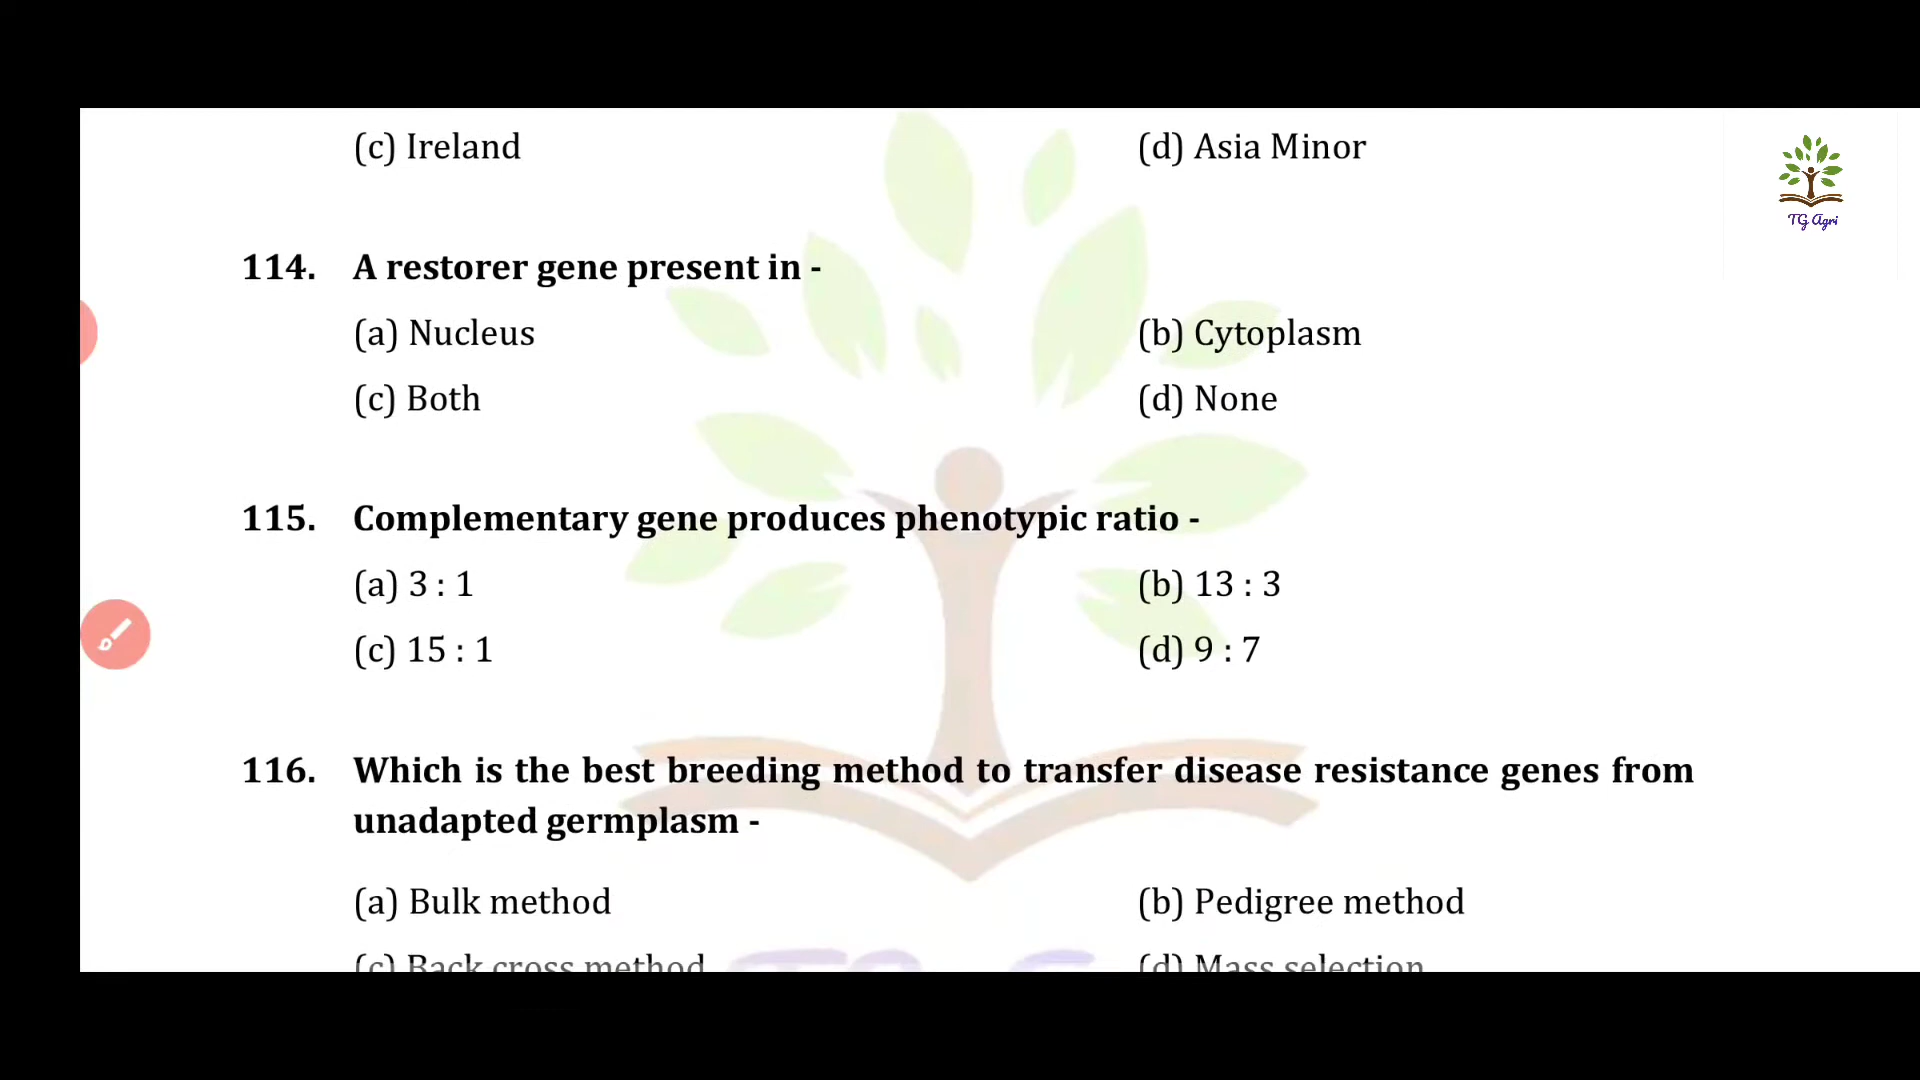 (c) Ireland (d) Asia Minor
TG Agri
114. A restorer gene present in -
(a) Nucleus (b) Cytoplasm
(c) Both (d) None
115. Complementary gene produces phenotypic ratio -
(a) 3 : 1 (b) 13 : 3
(c) 15 : 1 (d) 9 : 7
116. Which is the best breeding method to transfer disease resistance genes from
unadapted germplasm -
(a) Bulk method (b) Pedigree method
(c) Back cross method (d) Mass selection